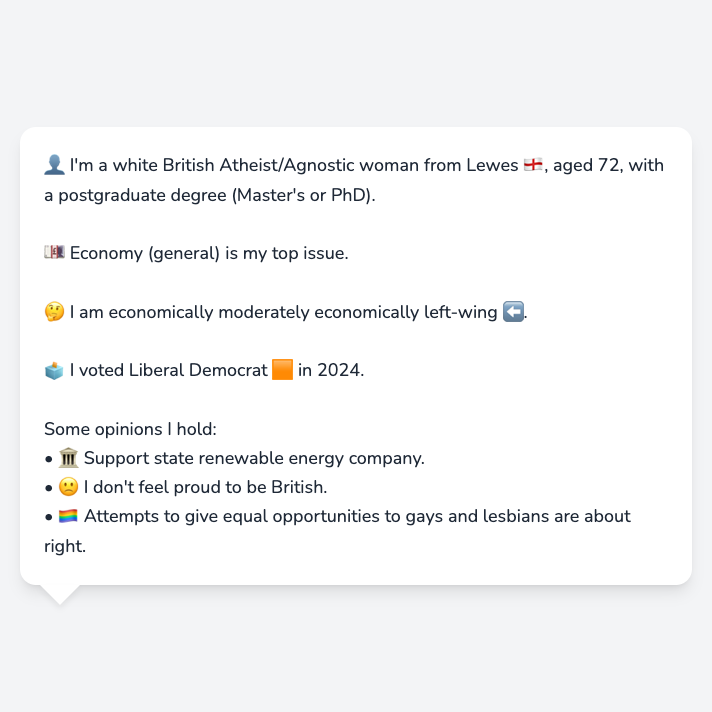 👤 I'm a white British Atheist/Agnostic woman from Lewes 🏴󠁧󠁢󠁥󠁮󠁧󠁿, aged 72, with
a postgraduate degree (Master's or PhD).
💷 Economy (general) is my top issue.
🤔 I am economically moderately economically left-wing ⬅️.
🗳️ I voted Liberal Democrat 🟧 in 2024.
Some opinions I hold:
• 🏛️ Support state renewable energy company.
• 🙁 I don't feel proud to be British.
• 🏳️‍🌈 Attempts to give equal opportunities to gays and lesbians are about
right.